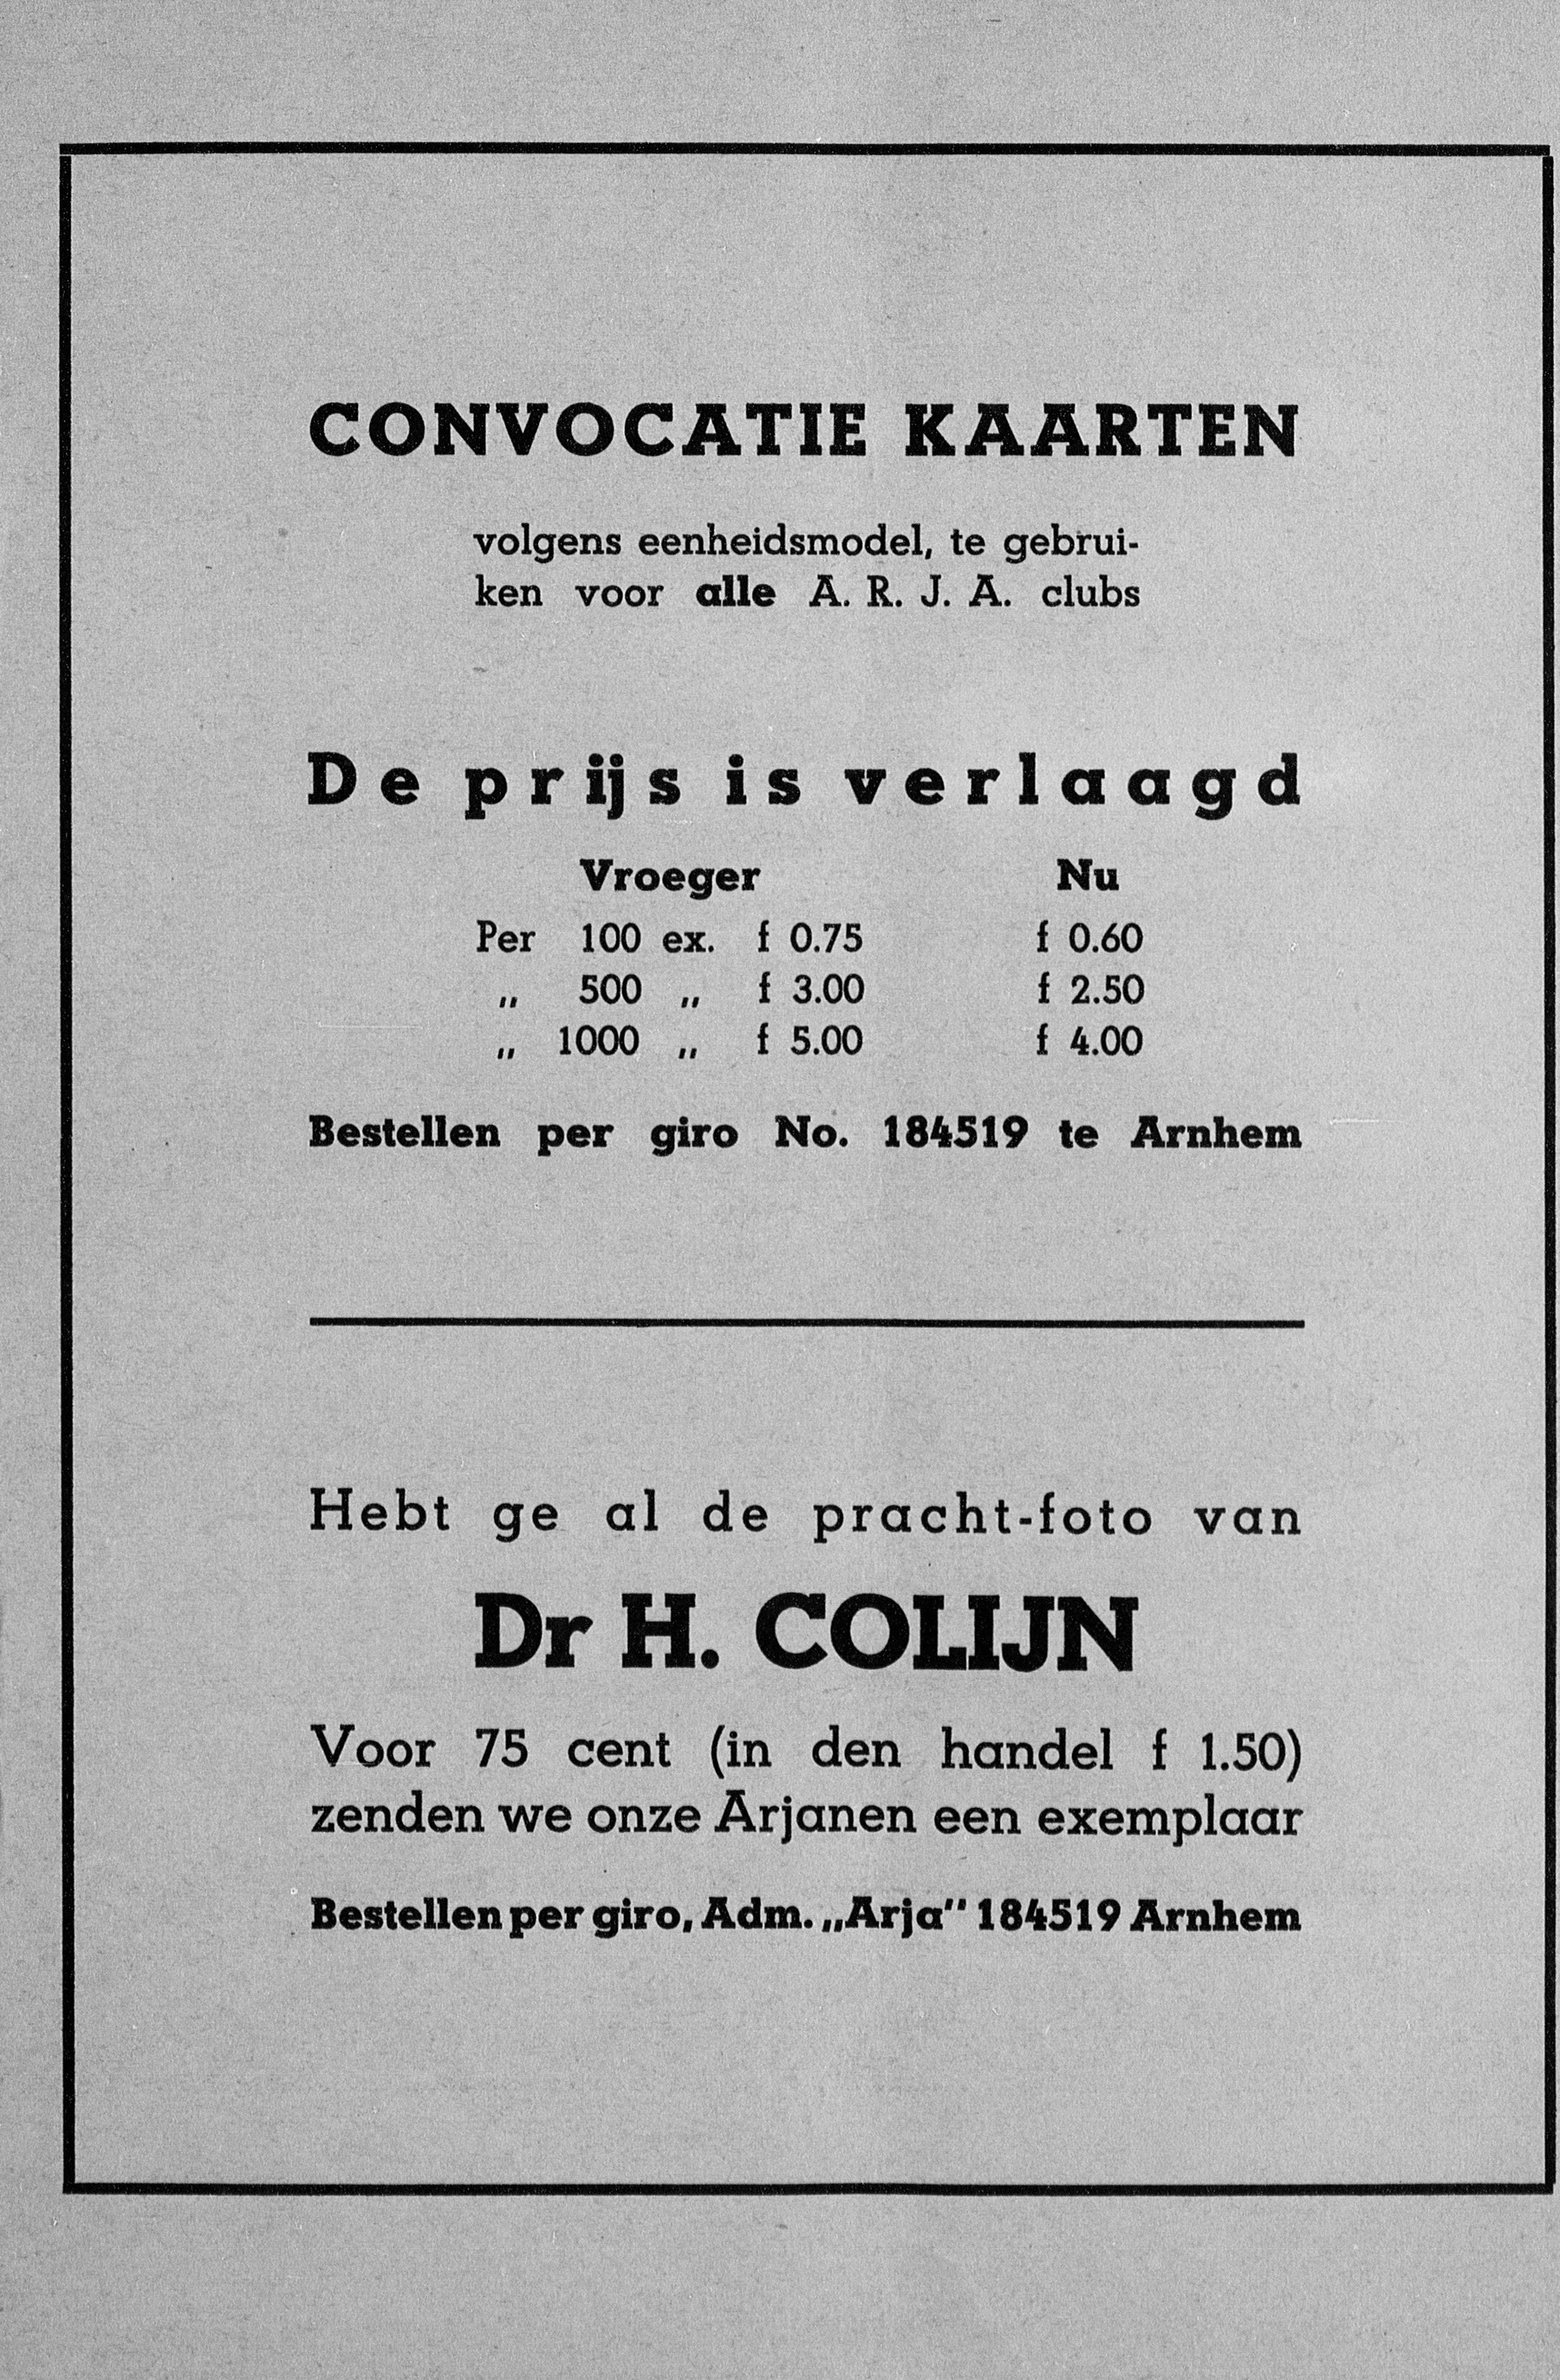 CONVOCATIE KAARTEN
volgens eenheidsmodel, te gebrui-
ken voor alle A. R. J. A. clubs
De prijs is verlaagd
Vroeger Nu
Per 100 ex. f 0.75 f 0.60
„ 500 „ f 3.00 f 2.50
„ 1000 „ f 5.00 f 4.00
Bestellen per giro No. 184519 te Arnhem
Hebt ge al de pracht-foto van
Dr H. COLIJN
Voor 75 cent (in den handel f 1.50)
zenden we onze Arjanen een exemplaar
Bestellen per giro, Adm. „Arja” 184519 Arnhem